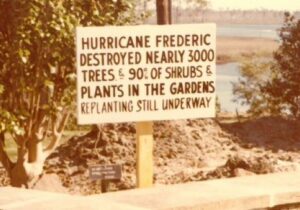 HURRICANE FREDERIC
DESTROYED NEARLY 3000
TREES & 90% OF SHRUBS &
PLANTS IN THE GARDENS
REPLANTING STILL UNDERWAY